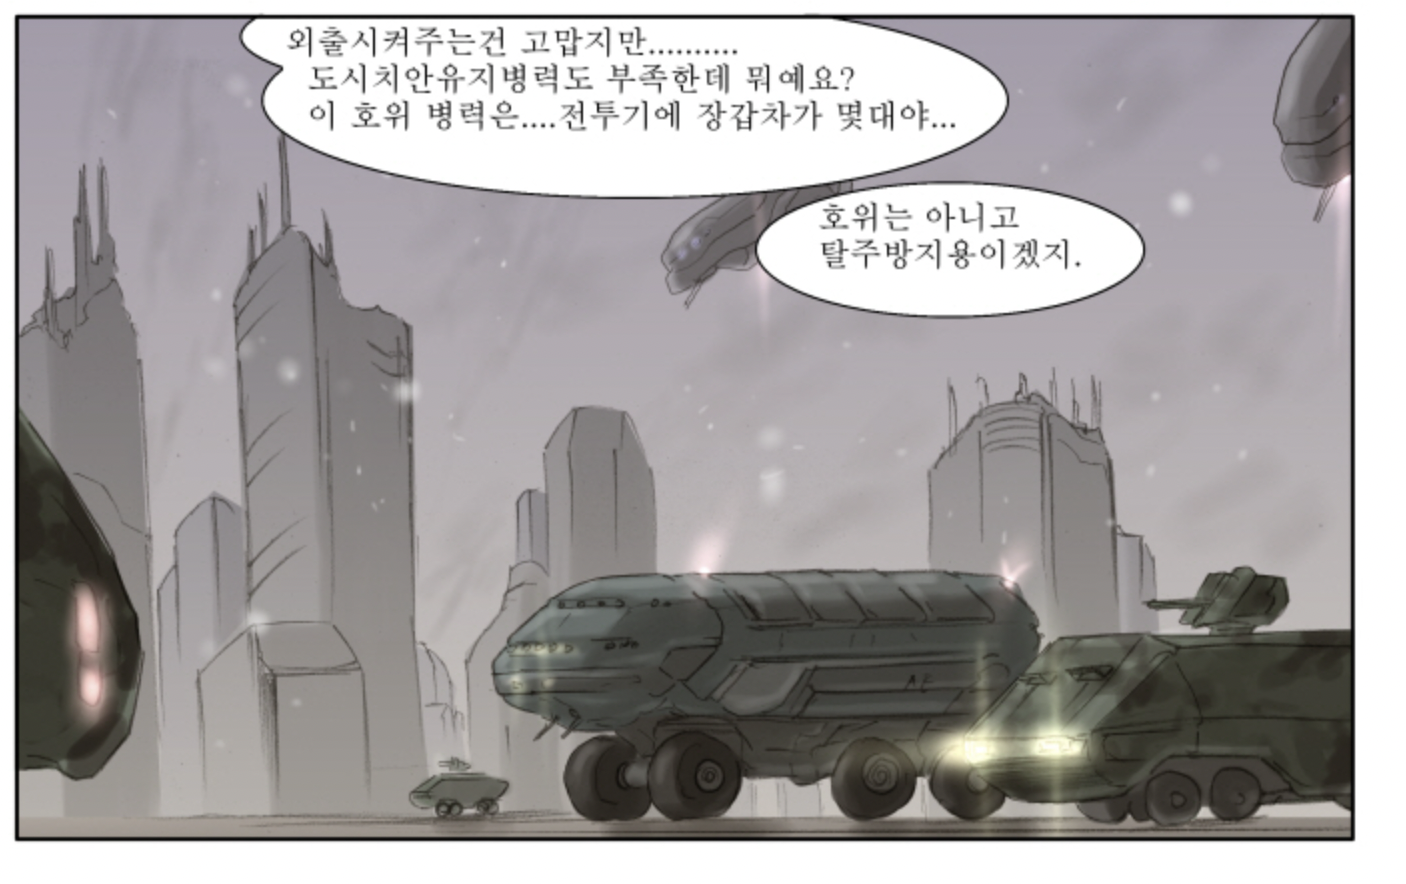 외출시켜주는건 고맙지만..........
도시치안유지병력도 부족한데 뭐예요?
이 호위 병력은....전투기에 장갑차가 몇대야...
호위는 아니고
탈주방지용이겠지.